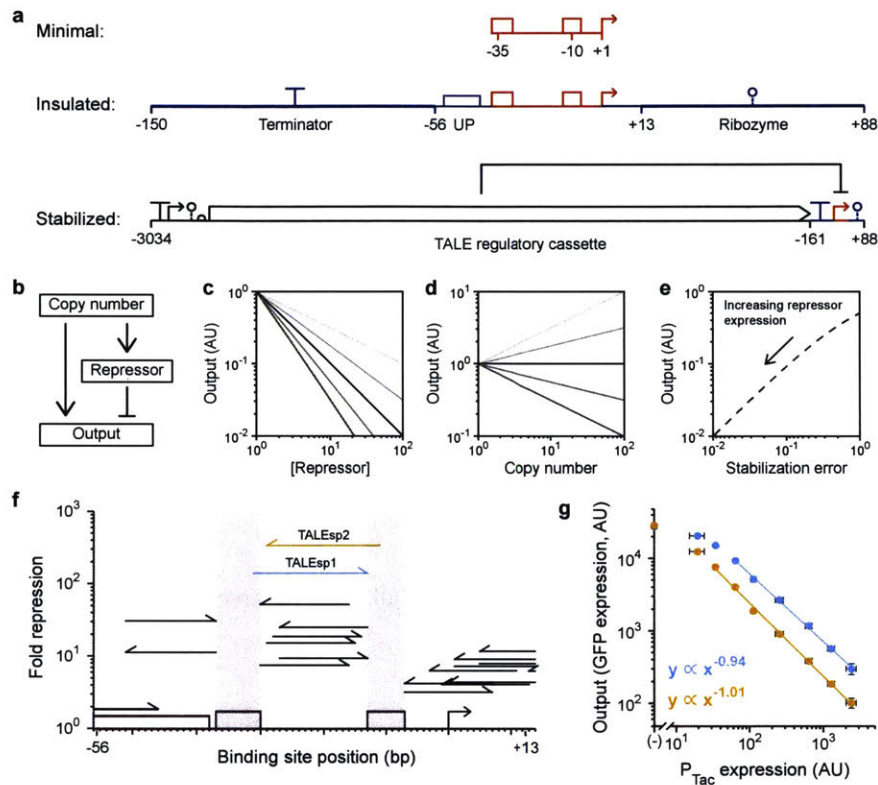 a
Minimal:
-35 -10 +1
Insulated:
-150 Terminator -56 UP +13 Ribozyme +88
Stabilized:
-3034 TALE regulatory cassette -161 +88
b
Copy number
Repressor
Output
c
Output (AU)
10^0
10^-1
10^-2
10^0 10^1 10^2
[Repressor]
d
Output (AU)
10^1
10^0
10^-1
10^0 10^1 10^2
Copy number
e
Output (AU)
10^0
10^-1
10^-2
Increasing repressor
expression
10^-2 10^-1 10^0
Stabilization error
f
Fold repression
10^3
10^2
10^1
10^0
TALEsp2
TALEsp1
-56 +13
Binding site position (bp)
g
Output (GFP expression, AU)
10^4
10^3
10^2
y ∝ x^-0.94
y ∝ x^-1.01
(-) 10^1 10^2 10^3
P_Tac expression (AU)